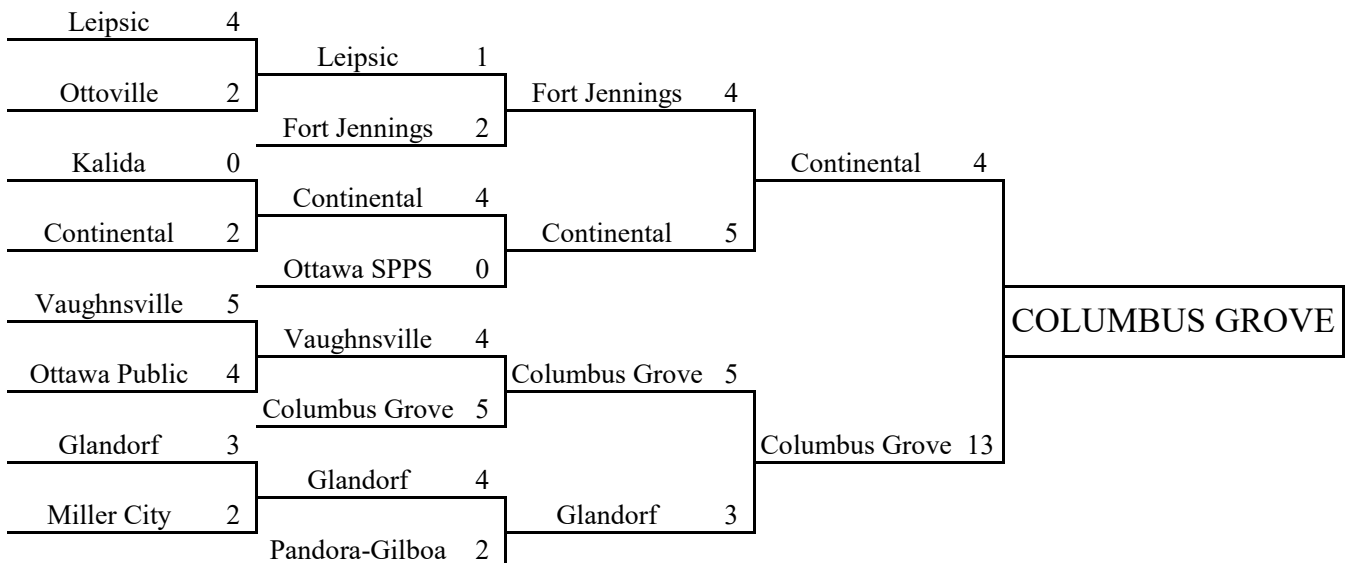 Leipsic 4
Leipsic 1
Ottoville 2
Fort Jennings 4
Fort Jennings 2
Kalida 0
Continental 4
Continental 4
Continental 2
Continental 5
Ottawa SPPS 0
Vaughnsville 5
COLUMBUS GROVE
Vaughnsville 4
Ottawa Public 4
Columbus Grove 5
Columbus Grove 5
Glandorf 3
Columbus Grove 13
Glandorf 4
Miller City 2
Glandorf 3
Pandora-Gilboa 2